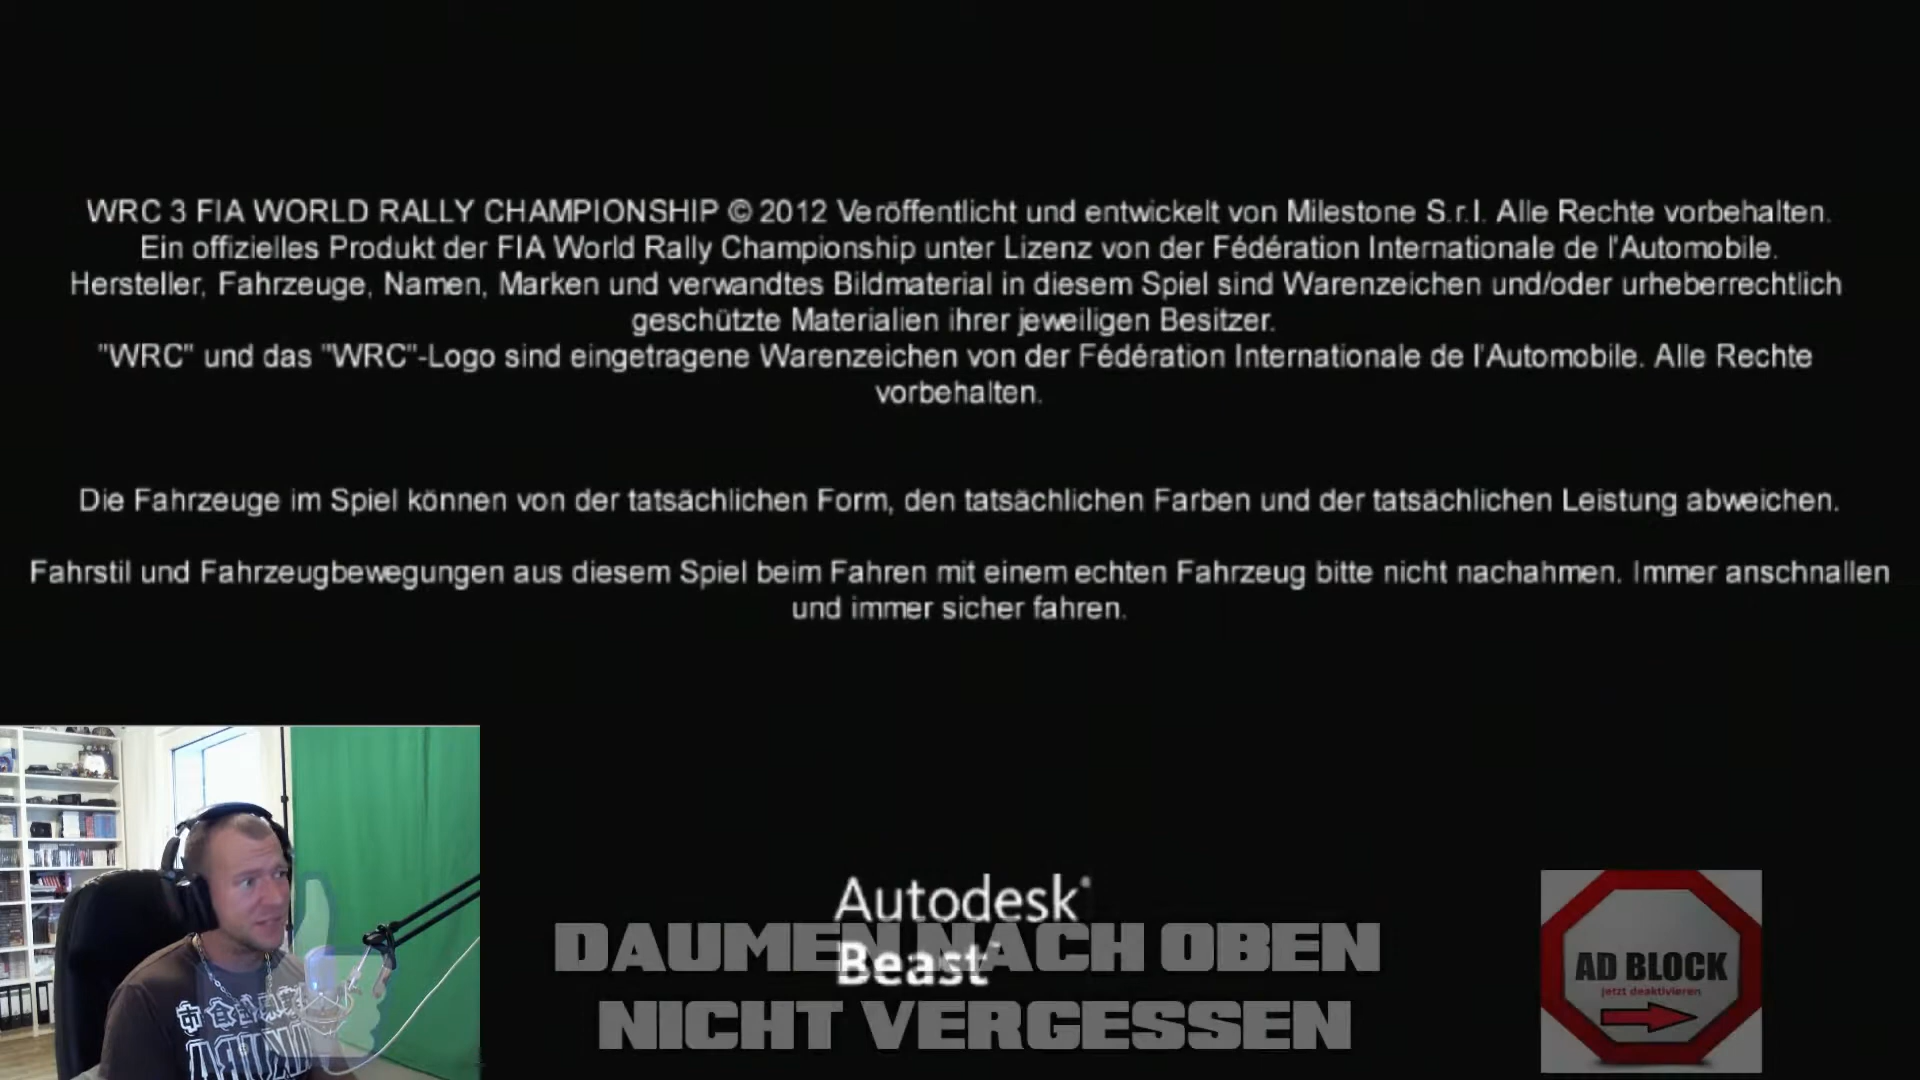 WRC 3 FIA WORLD RALLY CHAMPIONSHIP © 2012 Veröffentlicht und entwickelt von Milestone S.r.l. Alle Rechte vorbehalten.
Ein offizielles Produkt der FIA World Rally Championship unter Lizenz von der Fédération Internationale de l'Automobile.
Hersteller, Fahrzeuge, Namen, Marken und verwandtes Bildmaterial in diesem Spiel sind Warenzeichen und/oder urheberrechtlich
geschützte Materialien ihrer jeweiligen Besitzer.
"WRC" und das "WRC"-Logo sind eingetragene Warenzeichen von der Fédération Internationale de l'Automobile. Alle Rechte
vorbehalten.
Die Fahrzeuge im Spiel können von der tatsächlichen Form, den tatsächlichen Farben und der tatsächlichen Leistung abweichen.
Fahrstil und Fahrzeugbewegungen aus diesem Spiel beim Fahren mit einem echten Fahrzeug bitte nicht nachahmen. Immer anschnallen
und immer sicher fahren.
Autodesk
Beast
DAUMEN NACH OBEN
NICHT VERGESSEN
AD BLOCK
jetzt deaktivieren